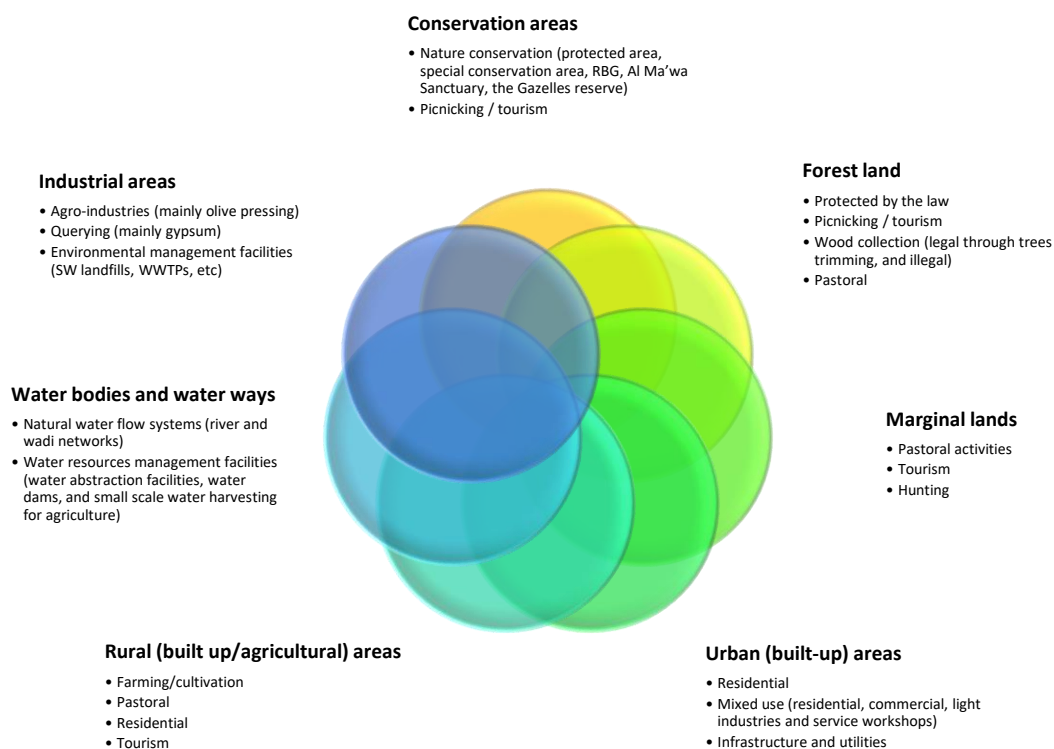 Conservation areas
• Nature conservation (protected area,
special conservation area, RBG, Al Ma’wa
Sanctuary, the Gazelles reserve)
• Picnicking / tourism
Forest land
• Protected by the law
• Picnicking / tourism
• Wood collection (legal through trees
trimming, and illegal)
• Pastoral
Marginal lands
• Pastoral activities
• Tourism
• Hunting
Urban (built-up) areas
• Residential
• Mixed use (residential, commercial, light
industries and service workshops)
• Infrastructure and utilities
Rural (built up/agricultural) areas
• Farming/cultivation
• Pastoral
• Residential
• Tourism
Water bodies and water ways
• Natural water flow systems (river and
wadi networks)
• Water resources management facilities
(water abstraction facilities, water
dams, and small scale water harvesting
for agriculture)
Industrial areas
• Agro-industries (mainly olive pressing)
• Querying (mainly gypsum)
• Environmental management facilities
(SW landfills, WWTPs, etc)